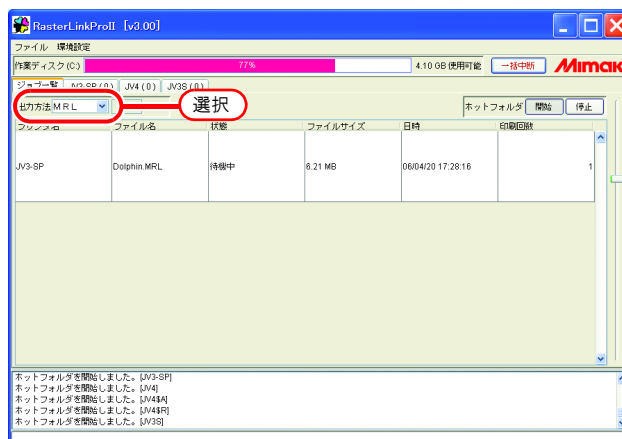 RasterLinkProII [v3.00]
ファイル 環境設定
作業ディスク(C:) 77% 4.10 GB 使用可能 一括中断 Mimak
ジョブ一覧 JV3-SP (0) JV4 (0) JV3S (0)
出力方法 MRL 選択 ホットフォルダ 開始 停止
プリンタ名 ファイル名 状態 ファイルサイズ 日時 印刷回数
JV3-SP Dolphin.MRL 待機中 6.21 MB 06/04/20 17:28:16 1
ホットフォルダを開始しました。[JV3-SP]
ホットフォルダを開始しました。[JV4]
ホットフォルダを開始しました。[JV4$A]
ホットフォルダを開始しました。[JV4$R]
ホットフォルダを開始しました。[JV3S]